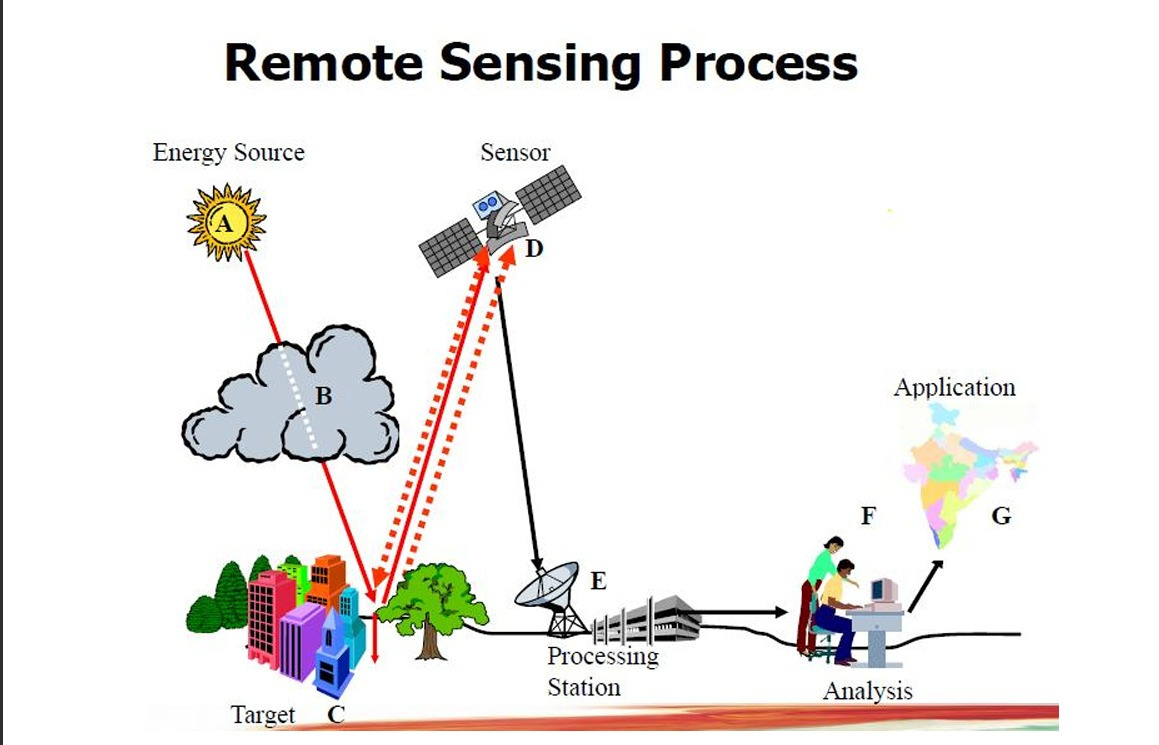 Remote Sensing Process
Energy Source
Sensor
A
D
B
Application
F
G
E
Processing
Station
Analysis
Target C